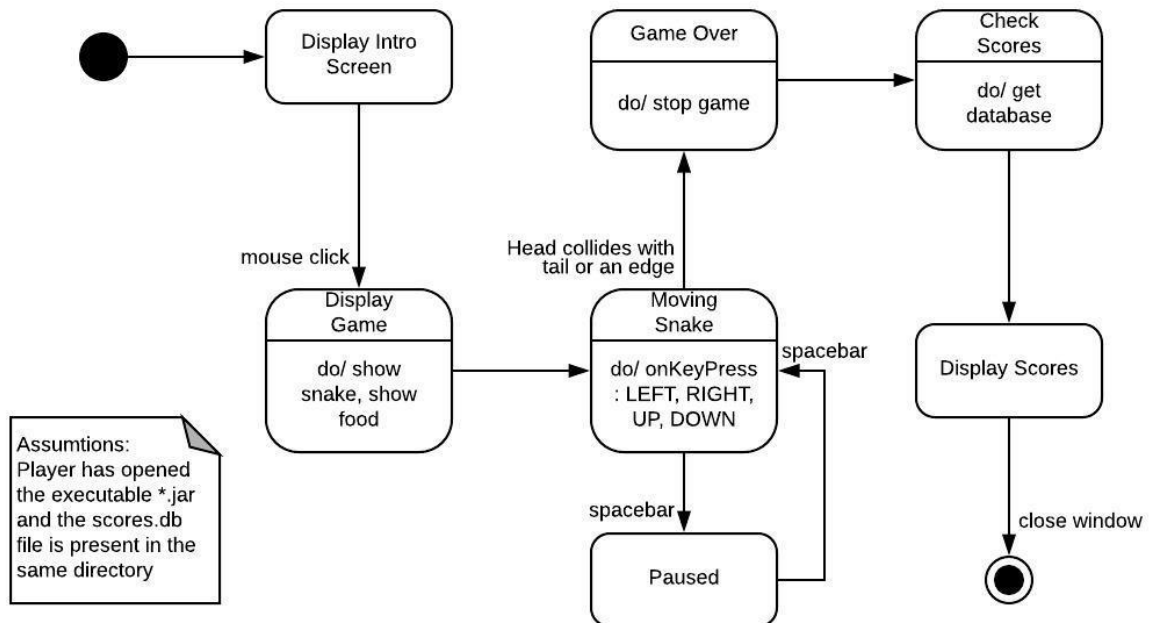 Display Intro
Screen
Game Over
do/ stop game
Check
Scores
do/ get
database
mouse click
Head collides with
tail or an edge
Display
Game
do/ show
snake, show
food
Moving
Snake
do/ onKeyPress
: LEFT, RIGHT,
UP, DOWN
spacebar
Display Scores
Assumtions:
Player has opened
the executable *.jar
and the scores.db
file is present in the
same directory
spacebar
Paused
close window